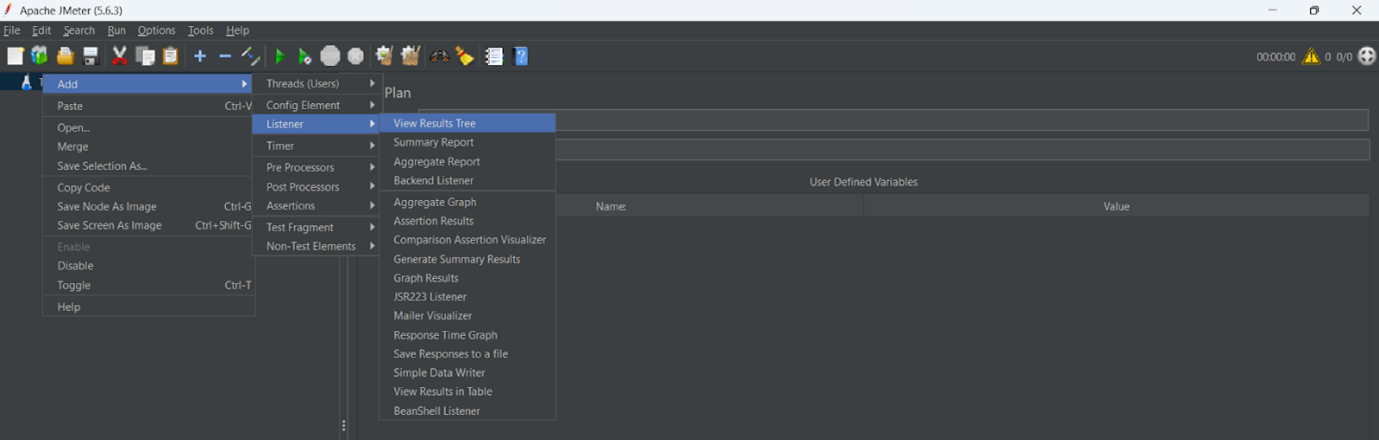 Apache JMeter (5.6.3)
File Edit Search Run Options Tools Help
00:00:00 0 0/0
T
Add
Paste Ctrl-V
Open...
Merge
Save Selection As...
Copy Code
Save Node As Image Ctrl-G
Save Screen As Image Ctrl+Shift-G
Enable
Disable
Toggle Ctrl-T
Help
Threads (Users)
Config Element
Listener
Timer
Pre Processors
Post Processors
Assertions
Test Fragment
Non-Test Elements
View Results Tree
Summary Report
Aggregate Report
Backend Listener
Aggregate Graph
Assertion Results
Comparison Assertion Visualizer
Generate Summary Results
Graph Results
JSR223 Listener
Mailer Visualizer
Response Time Graph
Save Responses to a file
Simple Data Writer
View Results in Table
BeanShell Listener
Plan
User Defined Variables
Name: Value